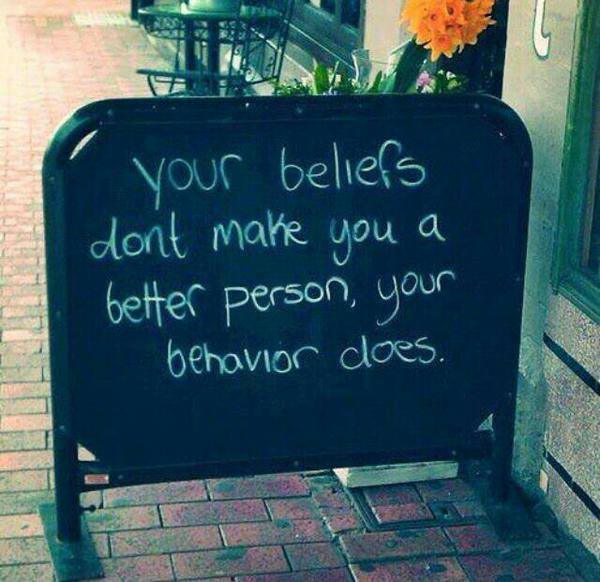 your beliefs
dont make you a
better person, your
behavior does.